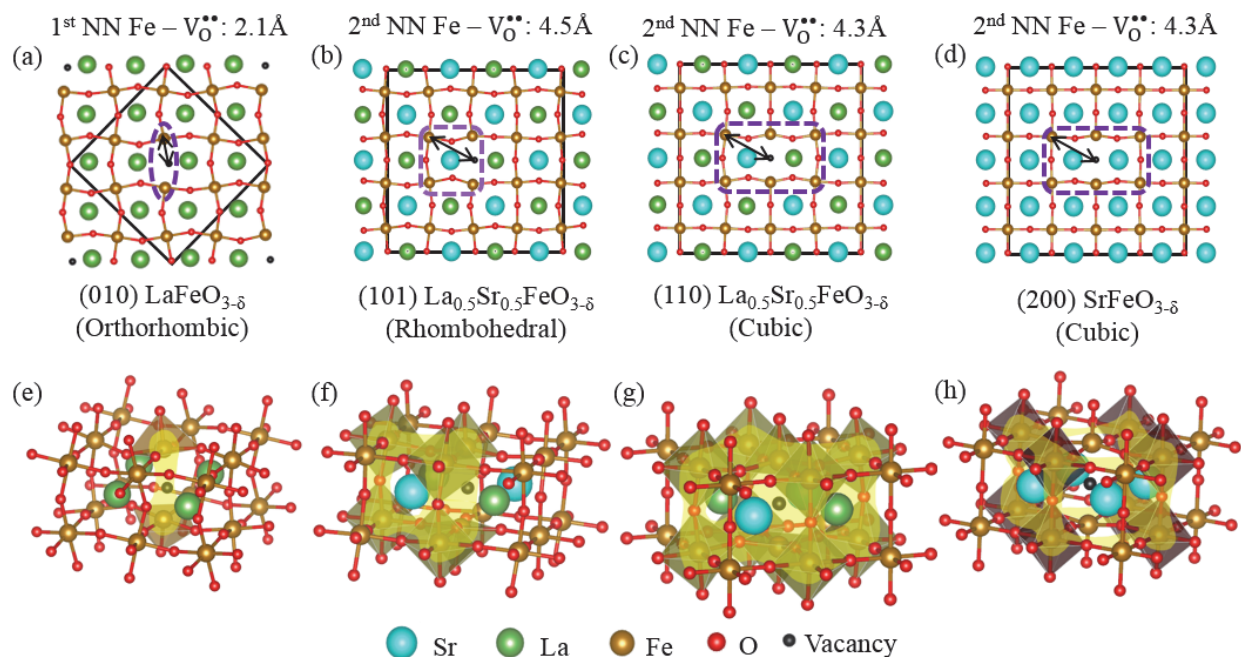 1st NN Fe – V_O^••: 2.1Å
2nd NN Fe – V_O^••: 4.5Å
2nd NN Fe – V_O^••: 4.3Å
2nd NN Fe – V_O^••: 4.3Å
(a)
(b)
(c)
(d)
(010) LaFeO3-δ
(Orthorhombic)
(101) La0.5Sr0.5FeO3-δ
(Rhombohedral)
(110) La0.5Sr0.5FeO3-δ
(Cubic)
(200) SrFeO3-δ
(Cubic)
(e)
(f)
(g)
(h)
Sr La Fe O Vacancy